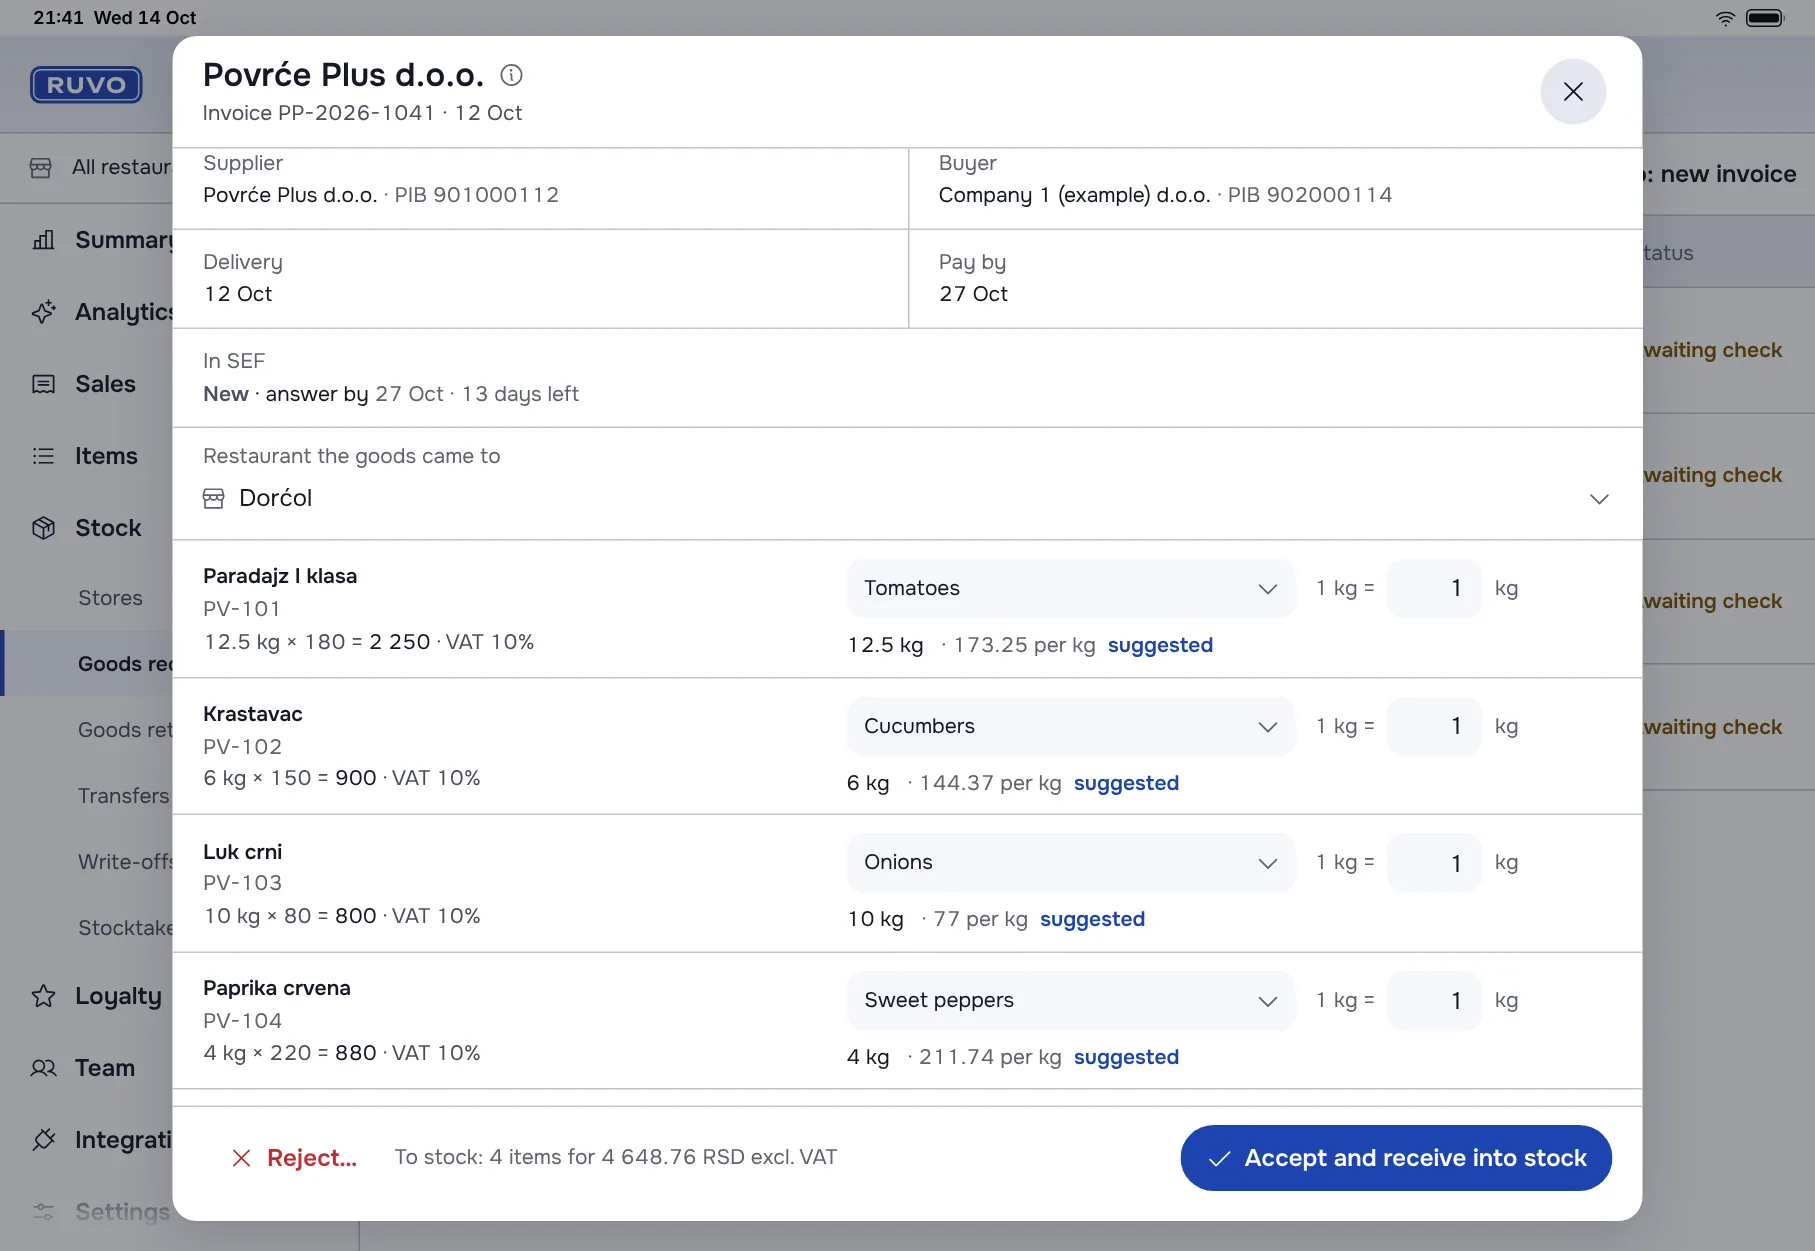 21:41 Wed 14 Oct
RUVO
All restaur
Summary
Analytics
Sales
Items
Stock
Stores
Goods rec
Goods ret
Transfers
Write-offs
Stocktake
Loyalty
Team
Integrati
Settings
Povrće Plus d.o.o.
Invoice PP-2026-1041 · 12 Oct
Supplier
Povrće Plus d.o.o. · PIB 901000112
Buyer
Company 1 (example) d.o.o. · PIB 902000114
Delivery
12 Oct
Pay by
27 Oct
In SEF
New · answer by 27 Oct · 13 days left
Restaurant the goods came to
Dorćol
Paradajz I klasa
PV-101
12.5 kg × 180 = 2 250 · VAT 10%
Tomatoes
1 kg = 1 kg
12.5 kg · 173.25 per kg suggested
Krastavac
PV-102
6 kg × 150 = 900 · VAT 10%
Cucumbers
1 kg = 1 kg
6 kg · 144.37 per kg suggested
Luk crni
PV-103
10 kg × 80 = 800 · VAT 10%
Onions
1 kg = 1 kg
10 kg · 77 per kg suggested
Paprika crvena
PV-104
4 kg × 220 = 880 · VAT 10%
Sweet peppers
1 kg = 1 kg
4 kg · 211.74 per kg suggested
Reject...
To stock: 4 items for 4 648.76 RSD excl. VAT
Accept and receive into stock
: new invoice
tatus
waiting check
waiting check
waiting check
waiting check